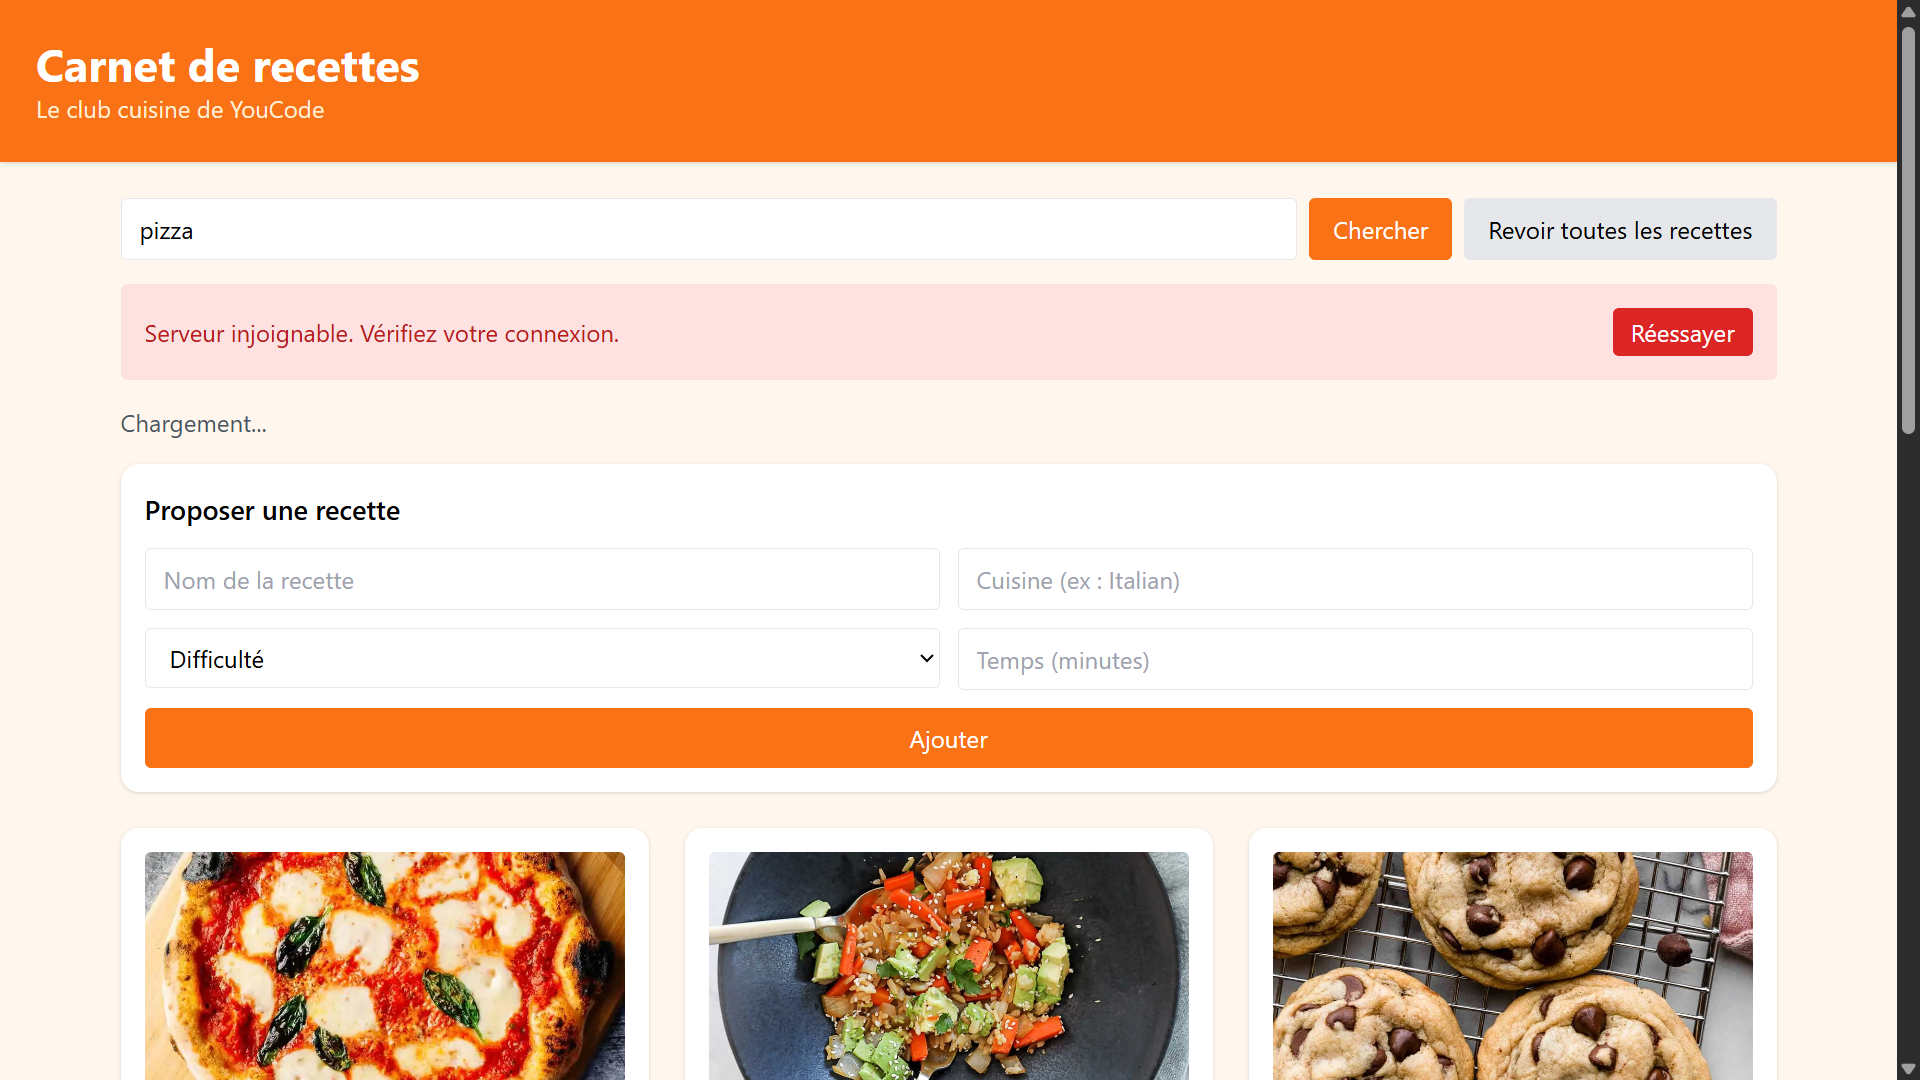 Carnet de recettes
Le club cuisine de YouCode
pizza
Chercher
Revoir toutes les recettes
Serveur injoignable. Vérifiez votre connexion.
Réessayer
Chargement...
Proposer une recette
Nom de la recette
Cuisine (ex : Italian)
Difficulté
Temps (minutes)
Ajouter